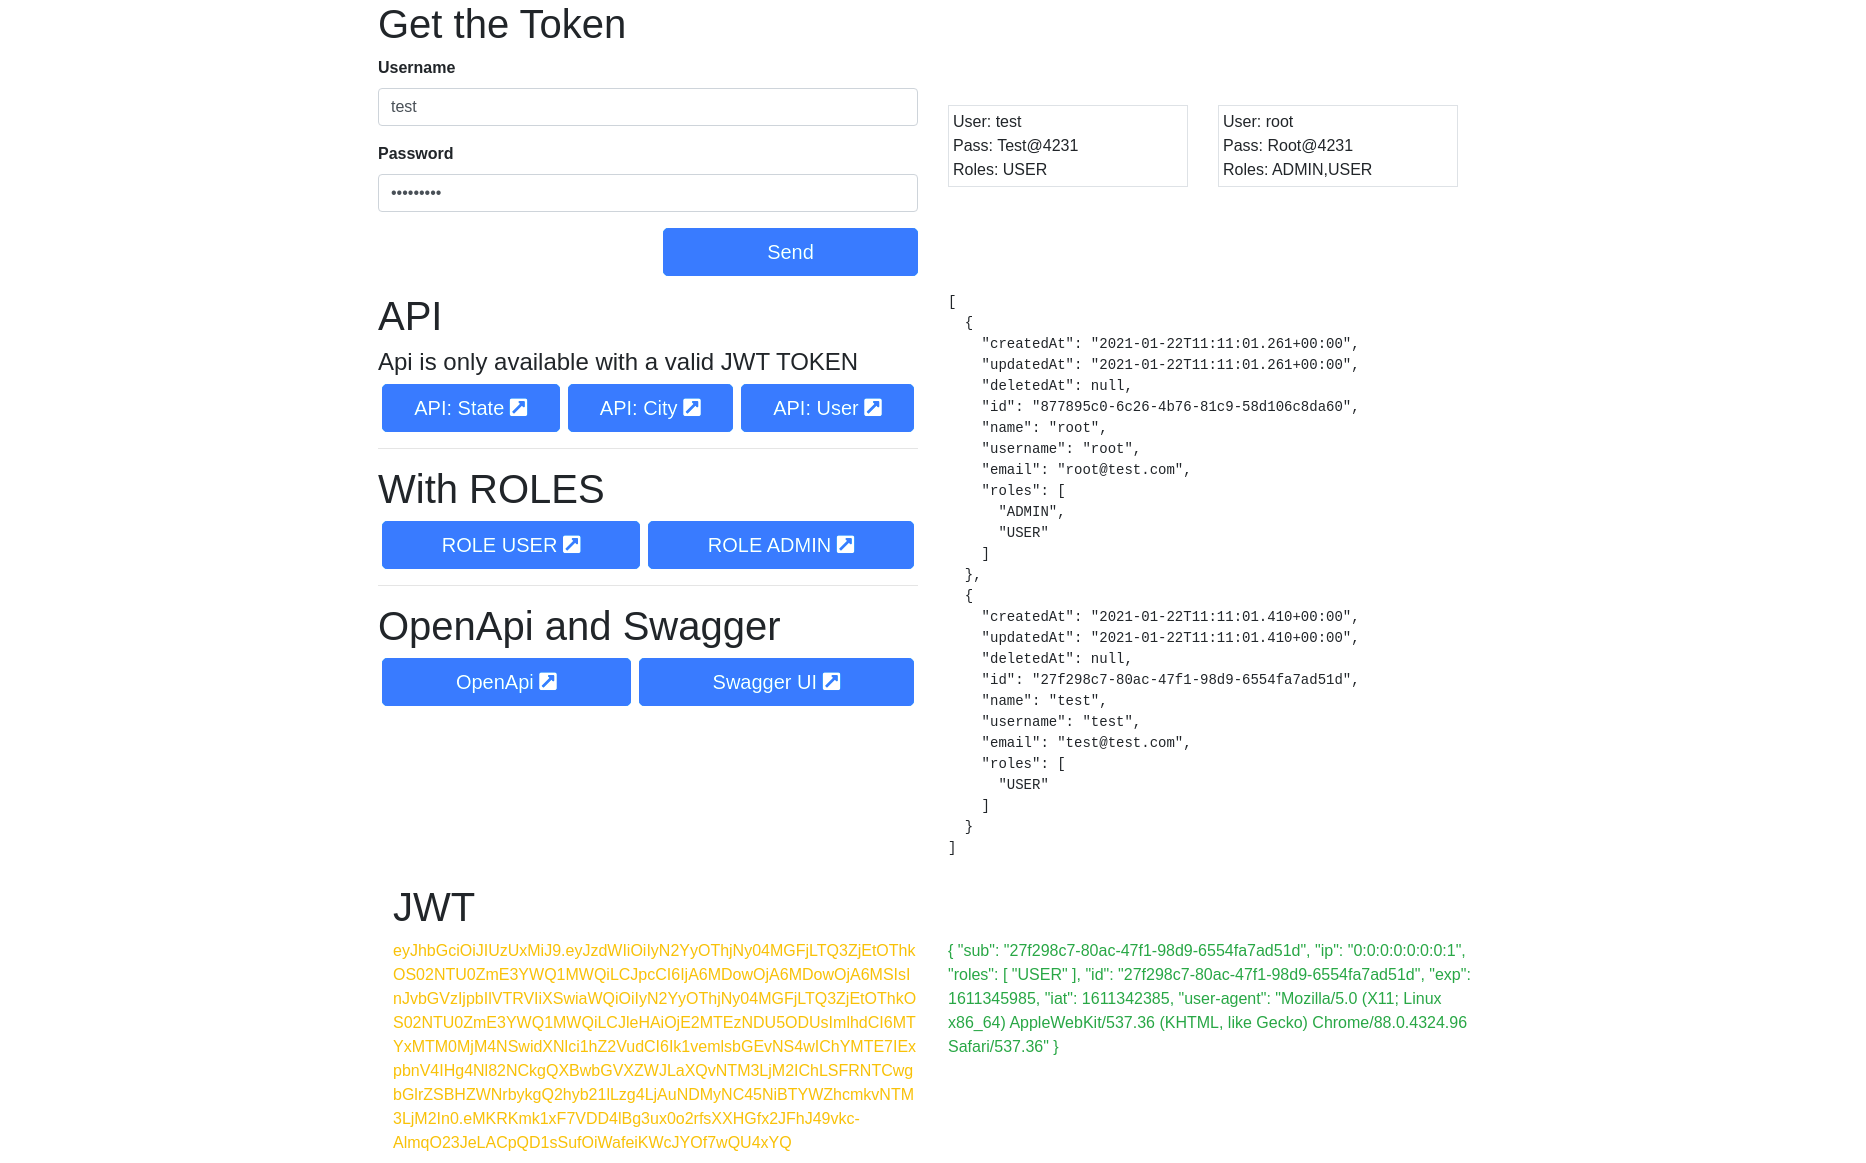 Get the Token
Username
test
Password
•••••••••
Send
User: test
Pass: Test@4231
Roles: USER
User: root
Pass: Root@4231
Roles: ADMIN,USER
API
Api is only available with a valid JWT TOKEN
API: State
API: City
API: User
With ROLES
ROLE USER
ROLE ADMIN
OpenApi and Swagger
OpenApi
Swagger UI
[
  {
    "createdAt": "2021-01-22T11:11:01.261+00:00",
    "updatedAt": "2021-01-22T11:11:01.261+00:00",
    "deletedAt": null,
    "id": "877895c0-6c26-4b76-81c9-58d106c8da60",
    "name": "root",
    "username": "root",
    "email": "root@test.com",
    "roles": [
      "ADMIN",
      "USER"
    ]
  },
  {
    "createdAt": "2021-01-22T11:11:01.410+00:00",
    "updatedAt": "2021-01-22T11:11:01.410+00:00",
    "deletedAt": null,
    "id": "27f298c7-80ac-47f1-98d9-6554fa7ad51d",
    "name": "test",
    "username": "test",
    "email": "test@test.com",
    "roles": [
      "USER"
    ]
  }
]
JWT
eyJhbGciOiJIUzUxMiJ9.eyJzdWIiOiIyN2YyOThjNy04MGFjLTQ3ZjEtOThk
OS02NTU0ZmE3YWQ1MWQiLCJpcCI6IjA6MDowOjA6MDowOjA6MSIsI
nJvbGVzIjpbIlVTRVIiXSwiaWQiOiIyN2YyOThjNy04MGFjLTQ3ZjEtOThkO
S02NTU0ZmE3YWQ1MWQiLCJleHAiOjE2MTEzNDU5ODUsImlhdCI6MT
YxMTM0MjM4NSwidXNlci1hZ2VudCI6Ik1vemlsbGEvNS4wIChYMTE7IEx
pbnV4IHg4Nl82NCkgQXBwbGVXZWJLaXQvNTM3LjM2IChLSFRNTCwg
bGlrZSBHZWNrbykgQ2hyb21lLzg4LjAuNDMyNC45NiBTYWZhcmkvNTM
3LjM2In0.eMKRKmk1xF7VDD4lBg3ux0o2rfsXXHGfx2JFhJ49vkc-
AlmqO23JeLACpQD1sSufOiWafeiKWcJYOf7wQU4xYQ
{ "sub": "27f298c7-80ac-47f1-98d9-6554fa7ad51d", "ip": "0:0:0:0:0:0:0:1",
"roles": [ "USER" ], "id": "27f298c7-80ac-47f1-98d9-6554fa7ad51d", "exp":
1611345985, "iat": 1611342385, "user-agent": "Mozilla/5.0 (X11; Linux
x86_64) AppleWebKit/537.36 (KHTML, like Gecko) Chrome/88.0.4324.96
Safari/537.36" }